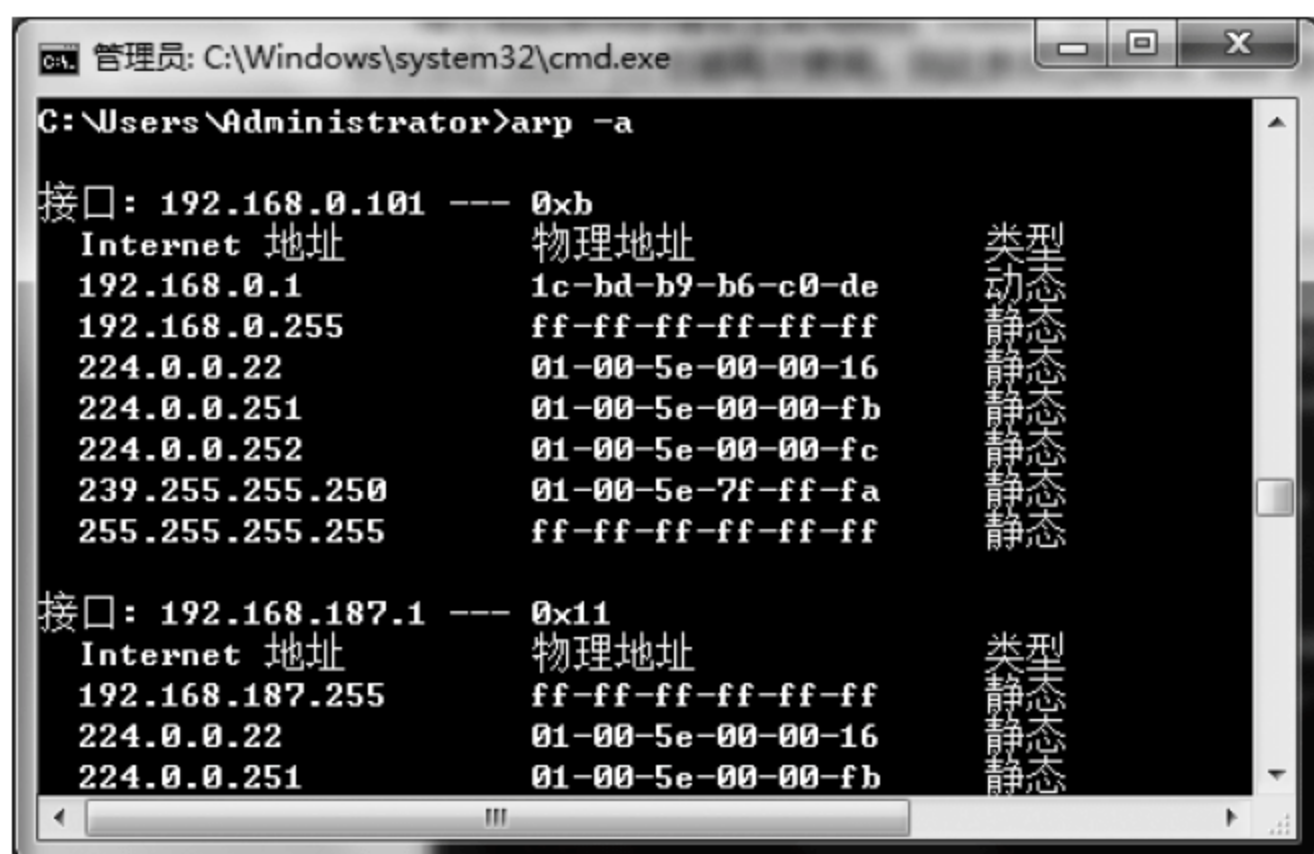 管理员: C:\Windows\system32\cmd.exe
C:\Users\Administrator>arp -a
接口: 192.168.0.101 --- 0xb
Internet 地址 物理地址 类型
192.168.0.1 1c-bd-b9-b6-c0-de 动态
192.168.0.255 ff-ff-ff-ff-ff-ff 静态
224.0.0.22 01-00-5e-00-00-16 静态
224.0.0.251 01-00-5e-00-00-fb 静态
224.0.0.252 01-00-5e-00-00-fc 静态
239.255.255.250 01-00-5e-7f-ff-fa 静态
255.255.255.255 ff-ff-ff-ff-ff-ff 静态
接口: 192.168.187.1 --- 0x11
Internet 地址 物理地址 类型
192.168.187.255 ff-ff-ff-ff-ff-ff 静态
224.0.0.22 01-00-5e-00-00-16 静态
224.0.0.251 01-00-5e-00-00-fb 静态